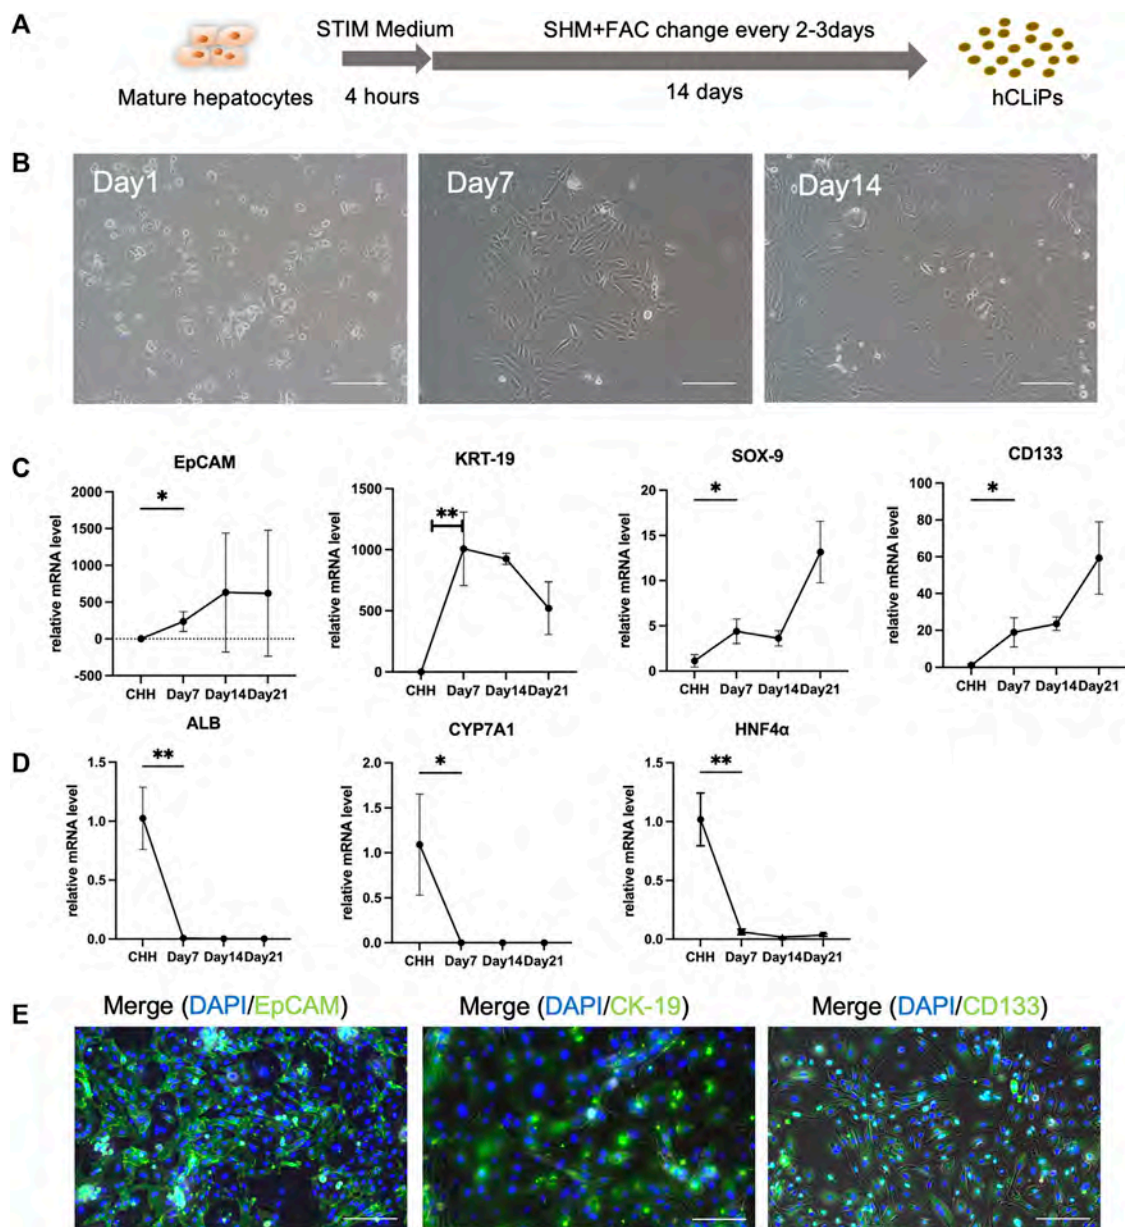 A
STIM Medium
SHM+FAC change every 2-3days
Mature hepatocytes
4 hours
14 days
hCLiPs
B
Day1
Day7
Day14
C
EpCAM
*
relative mRNA level
2000
1500
1000
500
0
-500
CHH Day7 Day14 Day21
KRT-19
**
relative mRNA level
1500
1000
500
0
CHH Day7 Day14 Day21
SOX-9
*
relative mRNA level
20
15
10
5
0
CHH Day7 Day14 Day21
CD133
*
relative mRNA level
100
80
60
40
20
0
CHH Day7 Day14 Day21
D
ALB
**
relative mRNA level
1.5
1.0
0.5
0.0
CHH Day7 Day14 Day21
CYP7A1
*
relative mRNA level
2.0
1.5
1.0
0.5
0.0
CHH Day7 Day14 Day21
HNF4α
**
relative mRNA level
1.5
1.0
0.5
0.0
CHH Day7 Day14 Day21
E
Merge (DAPI/EpCAM)
Merge (DAPI/CK-19)
Merge (DAPI/CD133)